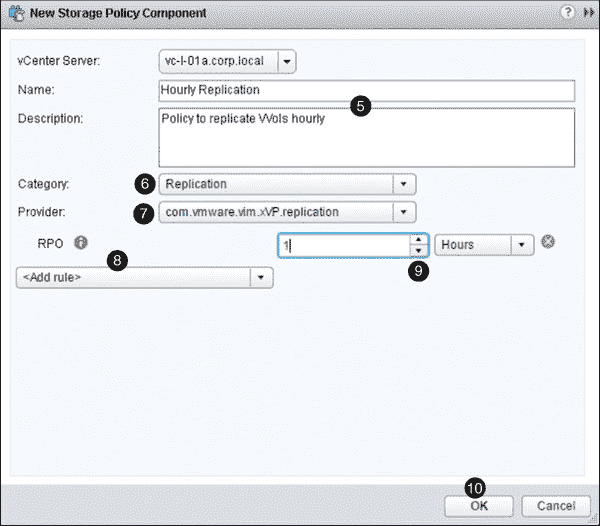 New Storage Policy Component ? »
vCenter Server: vc-l-01a.corp.local
Name: Hourly Replication
5
Description: Policy to replicate VVols hourly
Category: 6 Replication
Provider: 7 com.vmware.vim.xVP.replication
RPO i 1 Hours
8 9
<Add rule>
10
OK Cancel